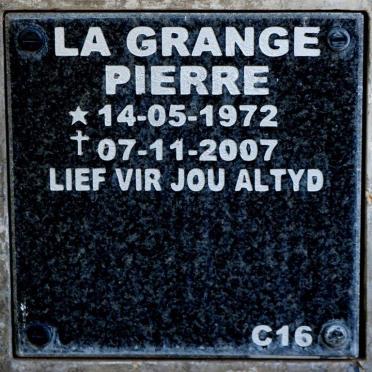 LA GRANGE
PIERRE
★ 14-05-1972
✝ 07-11-2007
LIEF VIR JOU ALTYD
C16